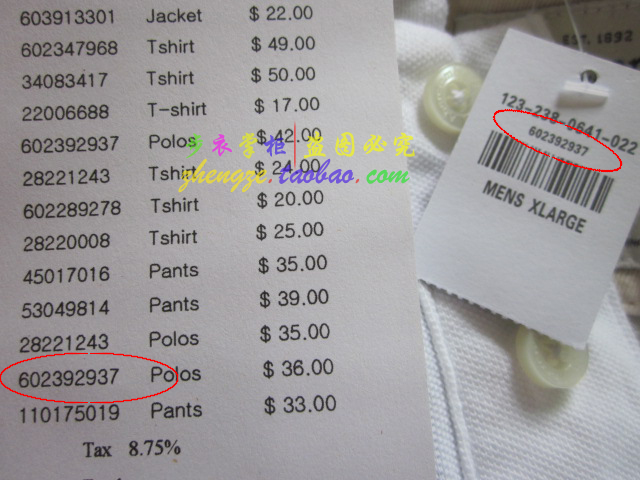 603913301 Jacket $ 22.00
602347968 Tshirt $ 49.00
34083417 Tshirt $ 50.00
22006688 T-shirt $ 17.00
602392937 Polos $ 42.00
28221243 Tshirt $ 24.00
602289278 Tshirt $ 20.00
28220008 Tshirt $ 25.00
45017016 Pants $ 35.00
53049814 Pants $ 39.00
28221243 Polos $ 35.00
602392937 Polos $ 36.00
110175019 Pants $ 33.00
Tax 8.75%
衣掌柜 盗图必究
zhengze.taobao.com
EST. 1892
123-238-0641-022
602392937
MENS XLARGE